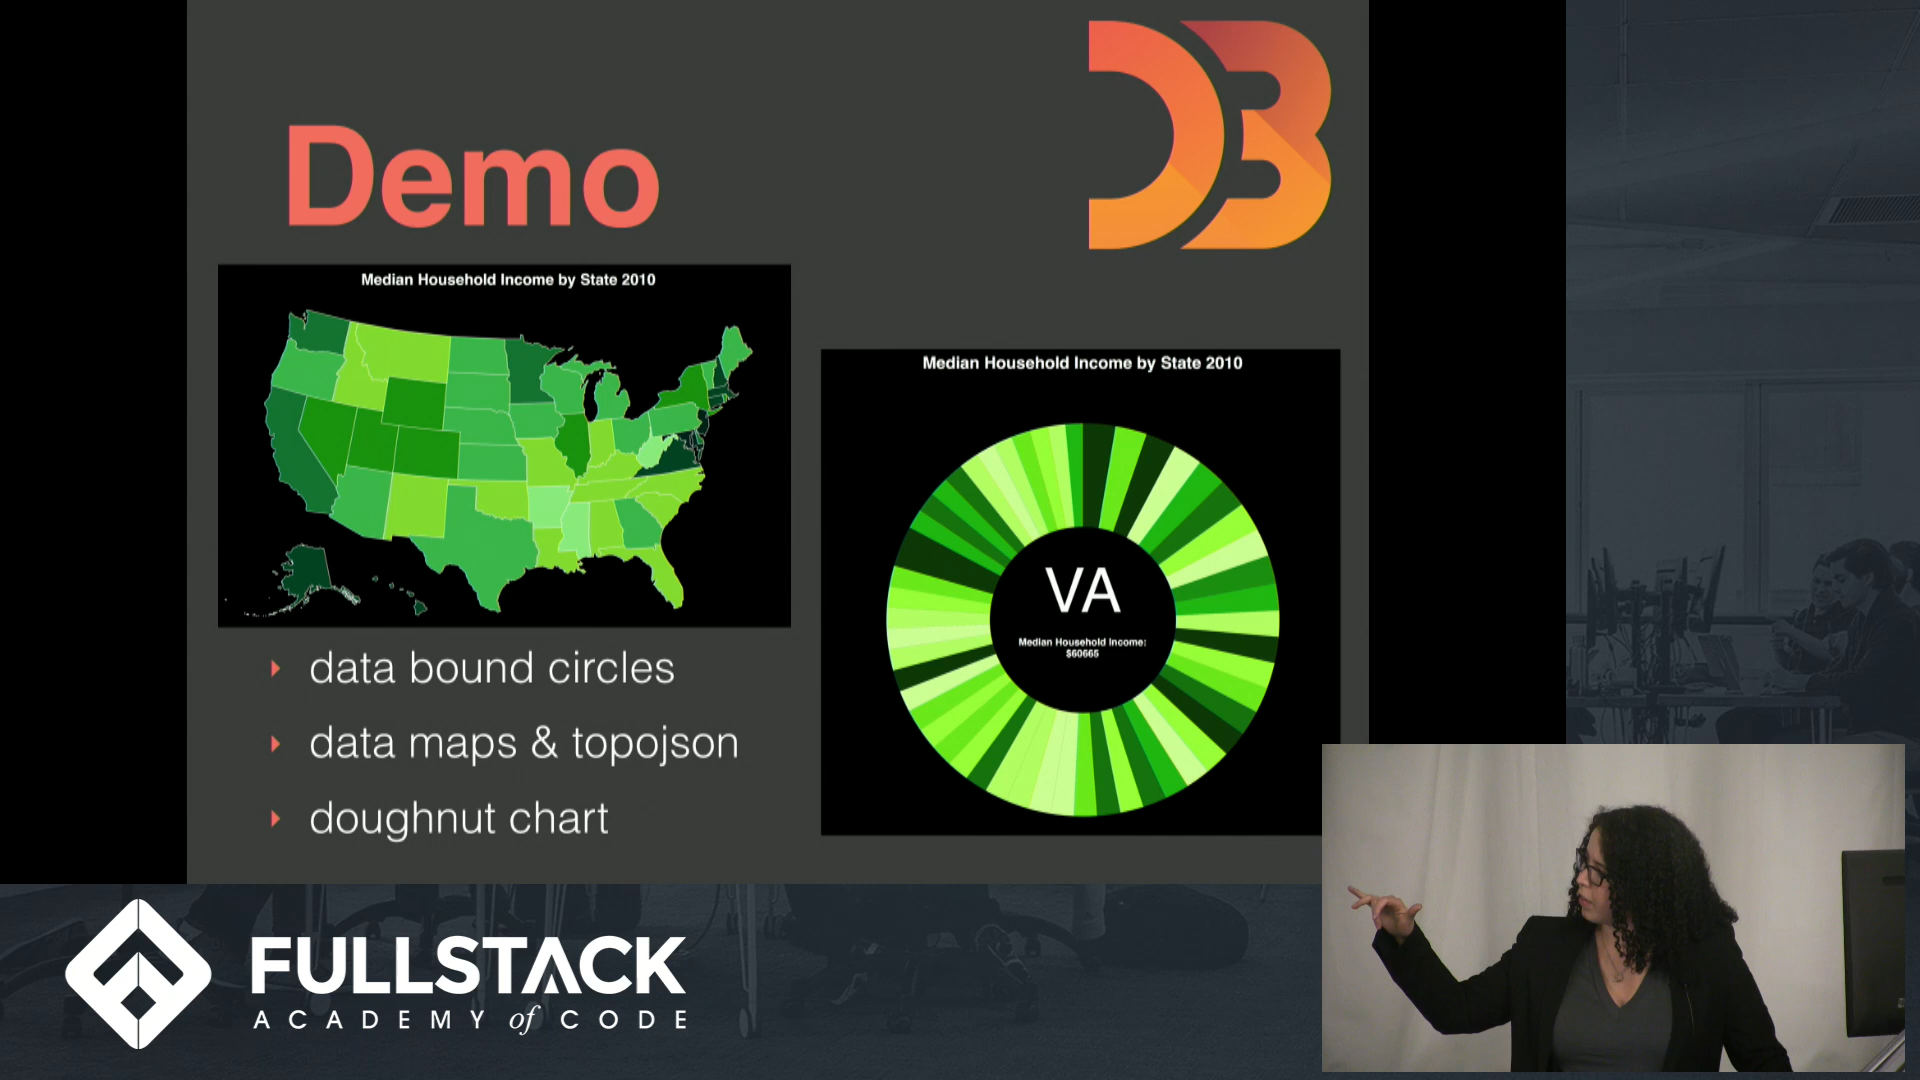 Demo
D3
Median Household Income by State 2010
data bound circles
data maps & topojson
doughnut chart
Median Household Income by State 2010
VA
Median Household Income:
$60665
FULLSTACK
ACADEMY of CODE